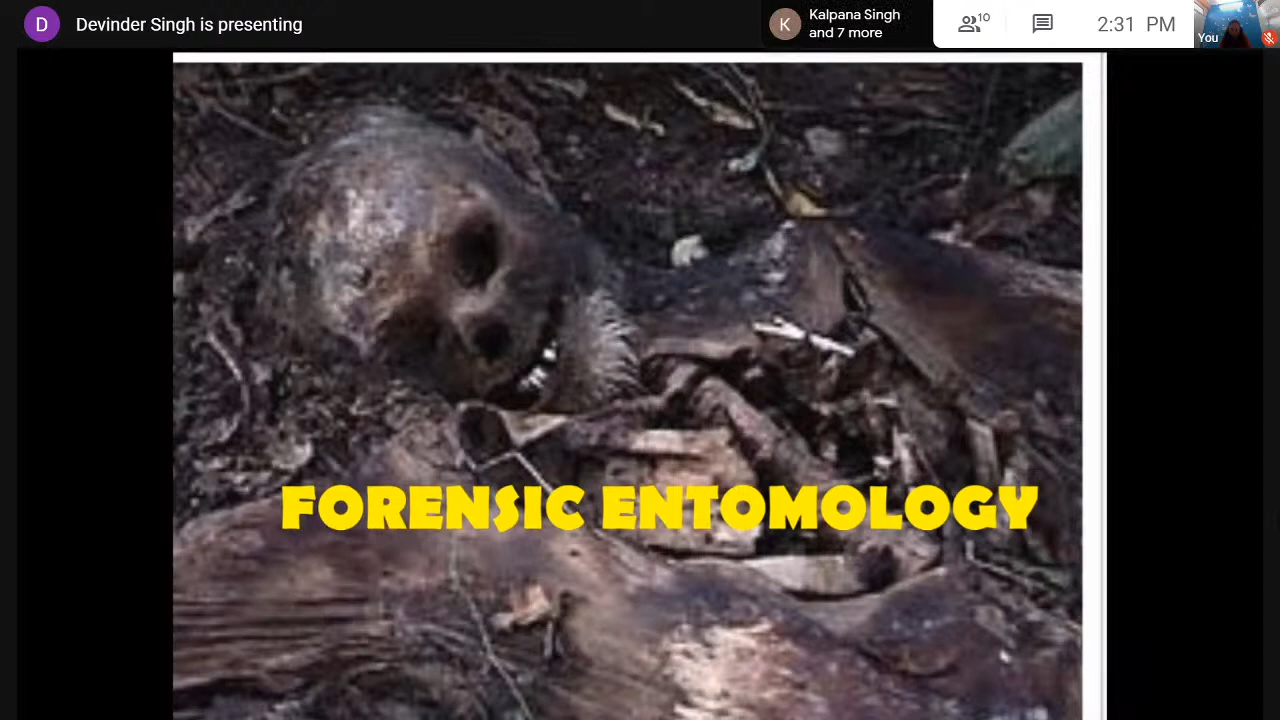 D
Devinder Singh is presenting
K
Kalpana Singh
and 7 more
10
2:31 PM
You
FORENSIC ENTOMOLOGY